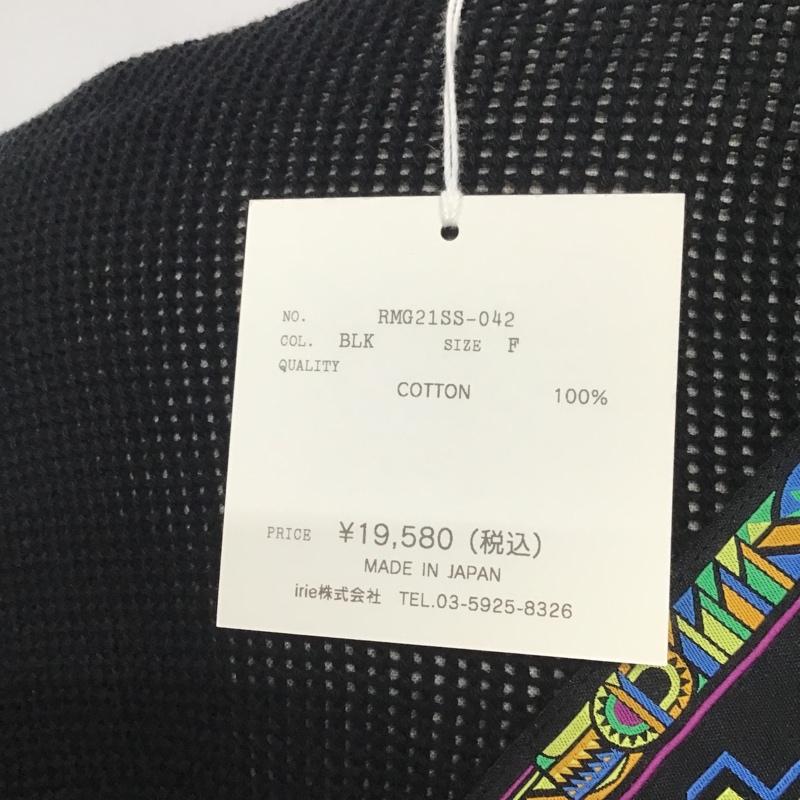 NO. RMG21SS-042
COL. BLK SIZE F
QUALITY
COTTON 100%
PRICE ¥19,580 (税込)
MADE IN JAPAN
irie株式会社 TEL.03-5925-8326